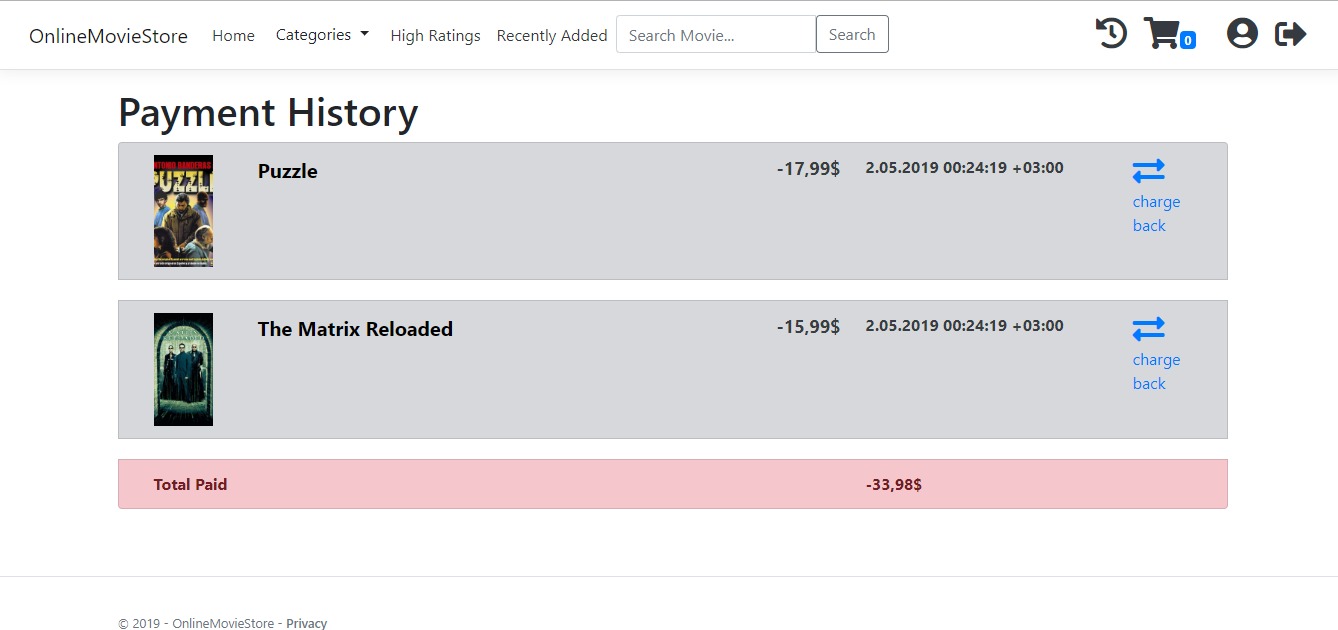 OnlineMovieStore Home Categories High Ratings Recently Added Search Movie... Search 0
Payment History
ANTONIO BANDERAS
PUZZLE
Puzzle -17,99$ 2.05.2019 00:24:19 +03:00
charge
back
The Matrix Reloaded -15,99$ 2.05.2019 00:24:19 +03:00
charge
back
Total Paid -33,98$
© 2019 - OnlineMovieStore - Privacy